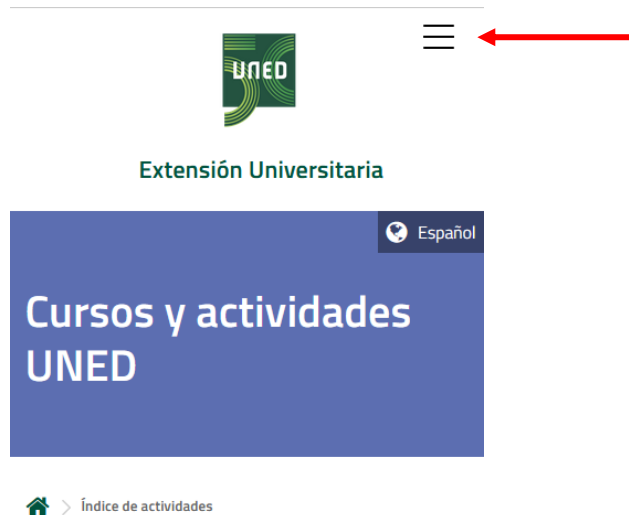 UNED
Extensión Universitaria
Español
Cursos y actividades
UNED
Índice de actividades